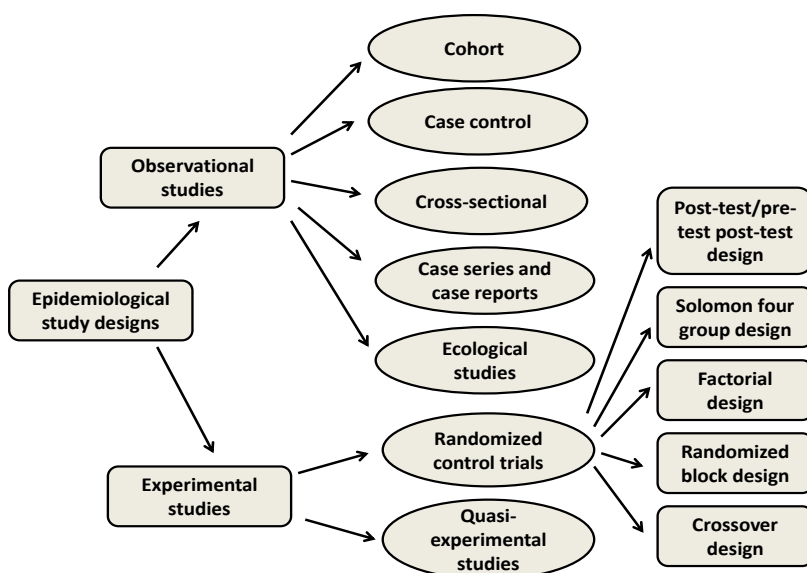 Cohort
Case control
Observational
studies
Cross-sectional
Post-test/pre-
test post-test
design
Case series and
case reports
Epidemiological
study designs
Solomon four
group design
Ecological
studies
Factorial
design
Randomized
control trials
Randomized
block design
Experimental
studies
Quasi-
experimental
studies
Crossover
design